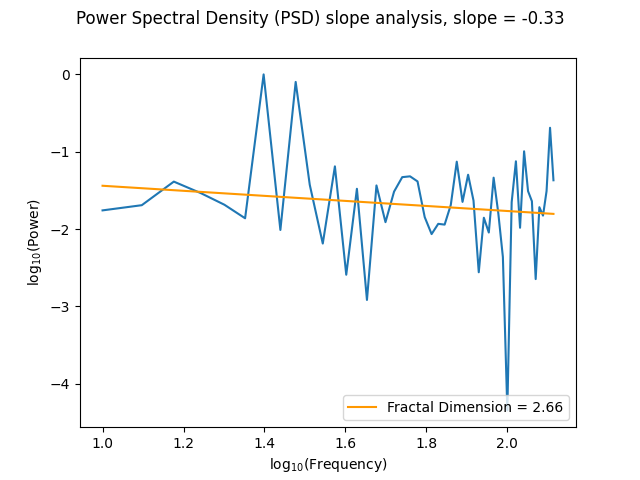 Power Spectral Density (PSD) slope analysis, slope = -0.33
0
−1
−2
−3
−4
log₁₀(Power)
Fractal Dimension = 2.66
1.0 1.2 1.4 1.6 1.8 2.0
log₁₀(Frequency)